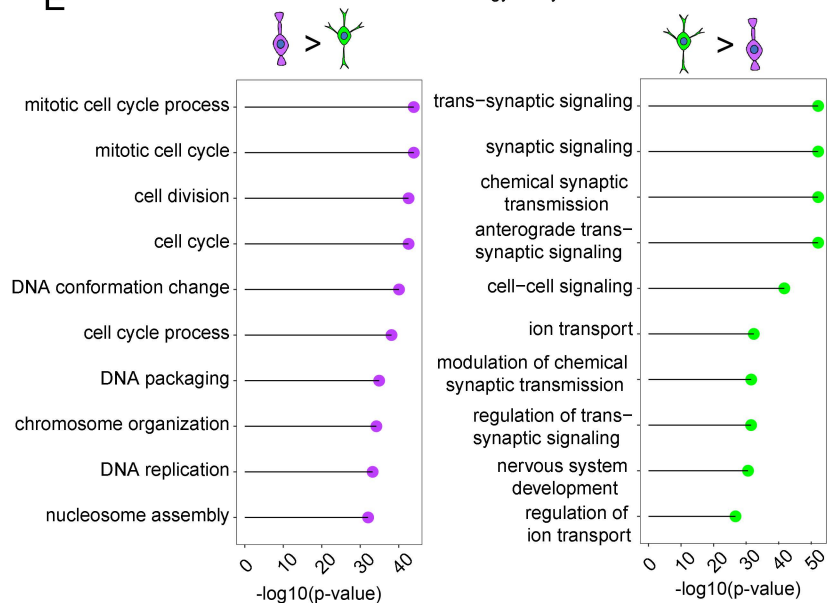 E
> >
mitotic cell cycle process
mitotic cell cycle
cell division
cell cycle
DNA conformation change
cell cycle process
DNA packaging
chromosome organization
DNA replication
nucleosome assembly
0 10 20 30 40
-log10(p-value)
trans−synaptic signaling
synaptic signaling
chemical synaptic
transmission
anterograde trans−
synaptic signaling
cell−cell signaling
ion transport
modulation of chemical
synaptic transmission
regulation of trans−
synaptic signaling
nervous system
development
regulation of
ion transport
0 10 20 30 40 50
-log10(p-value)